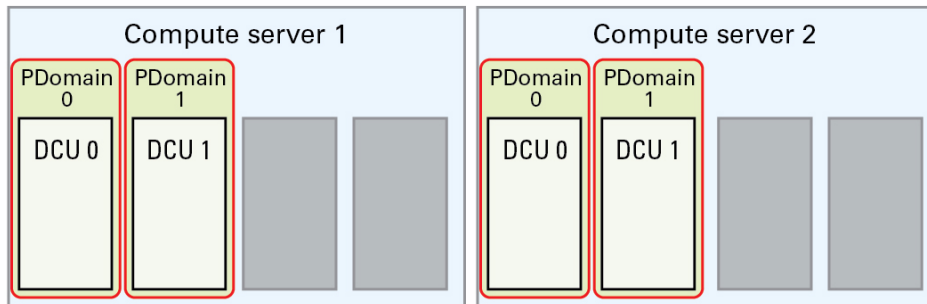 Compute server 1
PDomain
0
PDomain
1
DCU 0
DCU 1
Compute server 2
PDomain
0
PDomain
1
DCU 0
DCU 1